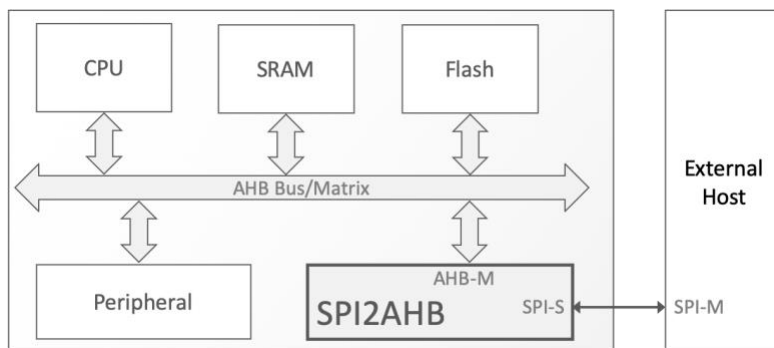 CPU
SRAM
Flash
AHB Bus/Matrix
External
Host
Peripheral
AHB-M
SPI2AHB
SPI-S
SPI-M